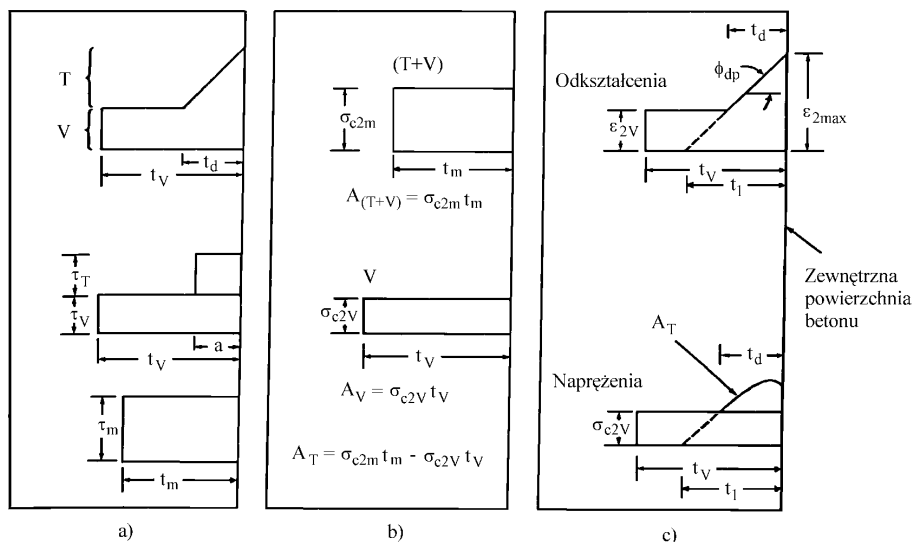 T
V
t_d
t_V
τ_T
τ_V
a
t_V
τ_m
t_m
a)
(T+V)
σ_c2m
t_m
A_(T+V) = σ_c2m t_m
V
σ_c2V
t_V
A_V = σ_c2V t_V
A_T = σ_c2m t_m - σ_c2V t_V
b)
t_d
ϕ_dp
Odkształcenia
ε_2V
ε_2max
t_V
t_1
Zewnętrzna
powierzchnia
betonu
A_T
t_d
Naprężenia
σ_c2V
t_V
t_1
c)